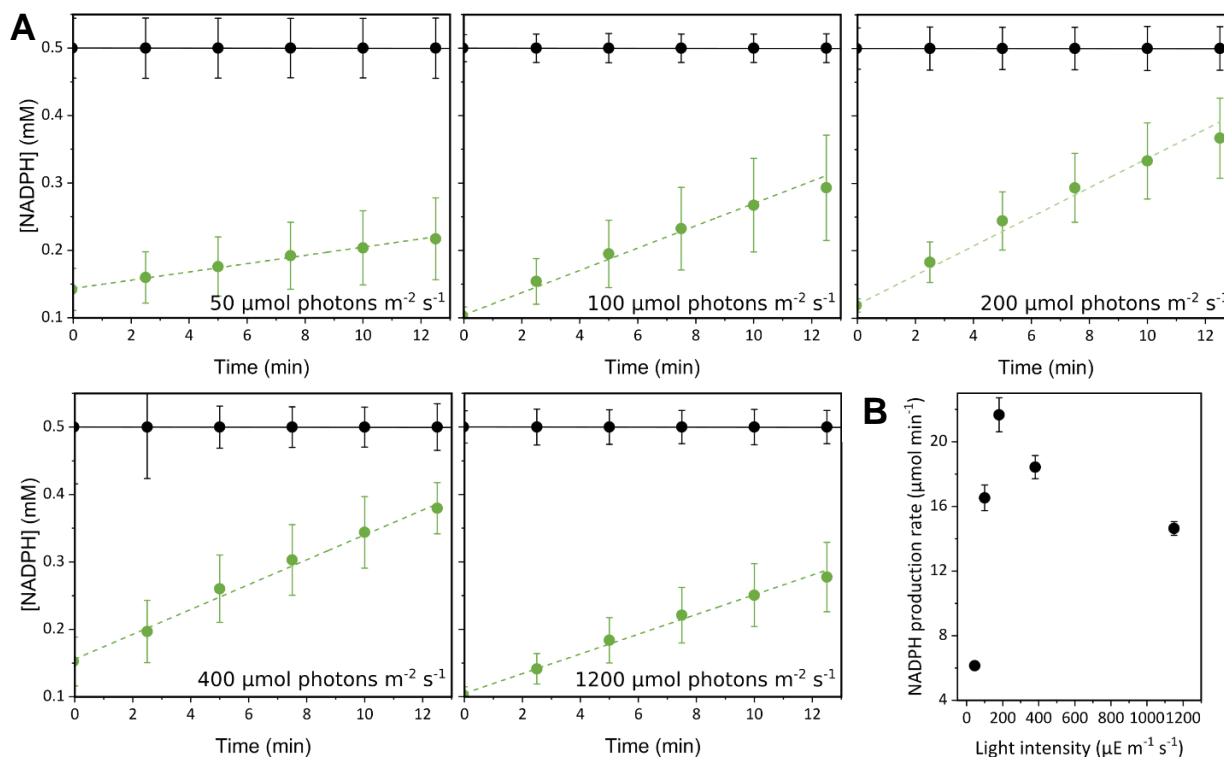 A
[NADPH] (mM)
0.5
0.4
0.3
0.2
0.1
50 µmol photons m⁻² s⁻¹
0 2 4 6 8 10 12
Time (min)
100 µmol photons m⁻² s⁻¹
0 2 4 6 8 10 12
Time (min)
200 µmol photons m⁻² s⁻¹
0 2 4 6 8 10 12
Time (min)
[NADPH] (mM)
0.5
0.4
0.3
0.2
0.1
400 µmol photons m⁻² s⁻¹
0 2 4 6 8 10 12
Time (min)
1200 µmol photons m⁻² s⁻¹
0 2 4 6 8 10 12
Time (min)
B
NADPH production rate (µmol min⁻¹)
20
16
12
8
4
0 200 400 600 800 1000 1200
Light intensity (µE m⁻¹ s⁻¹)